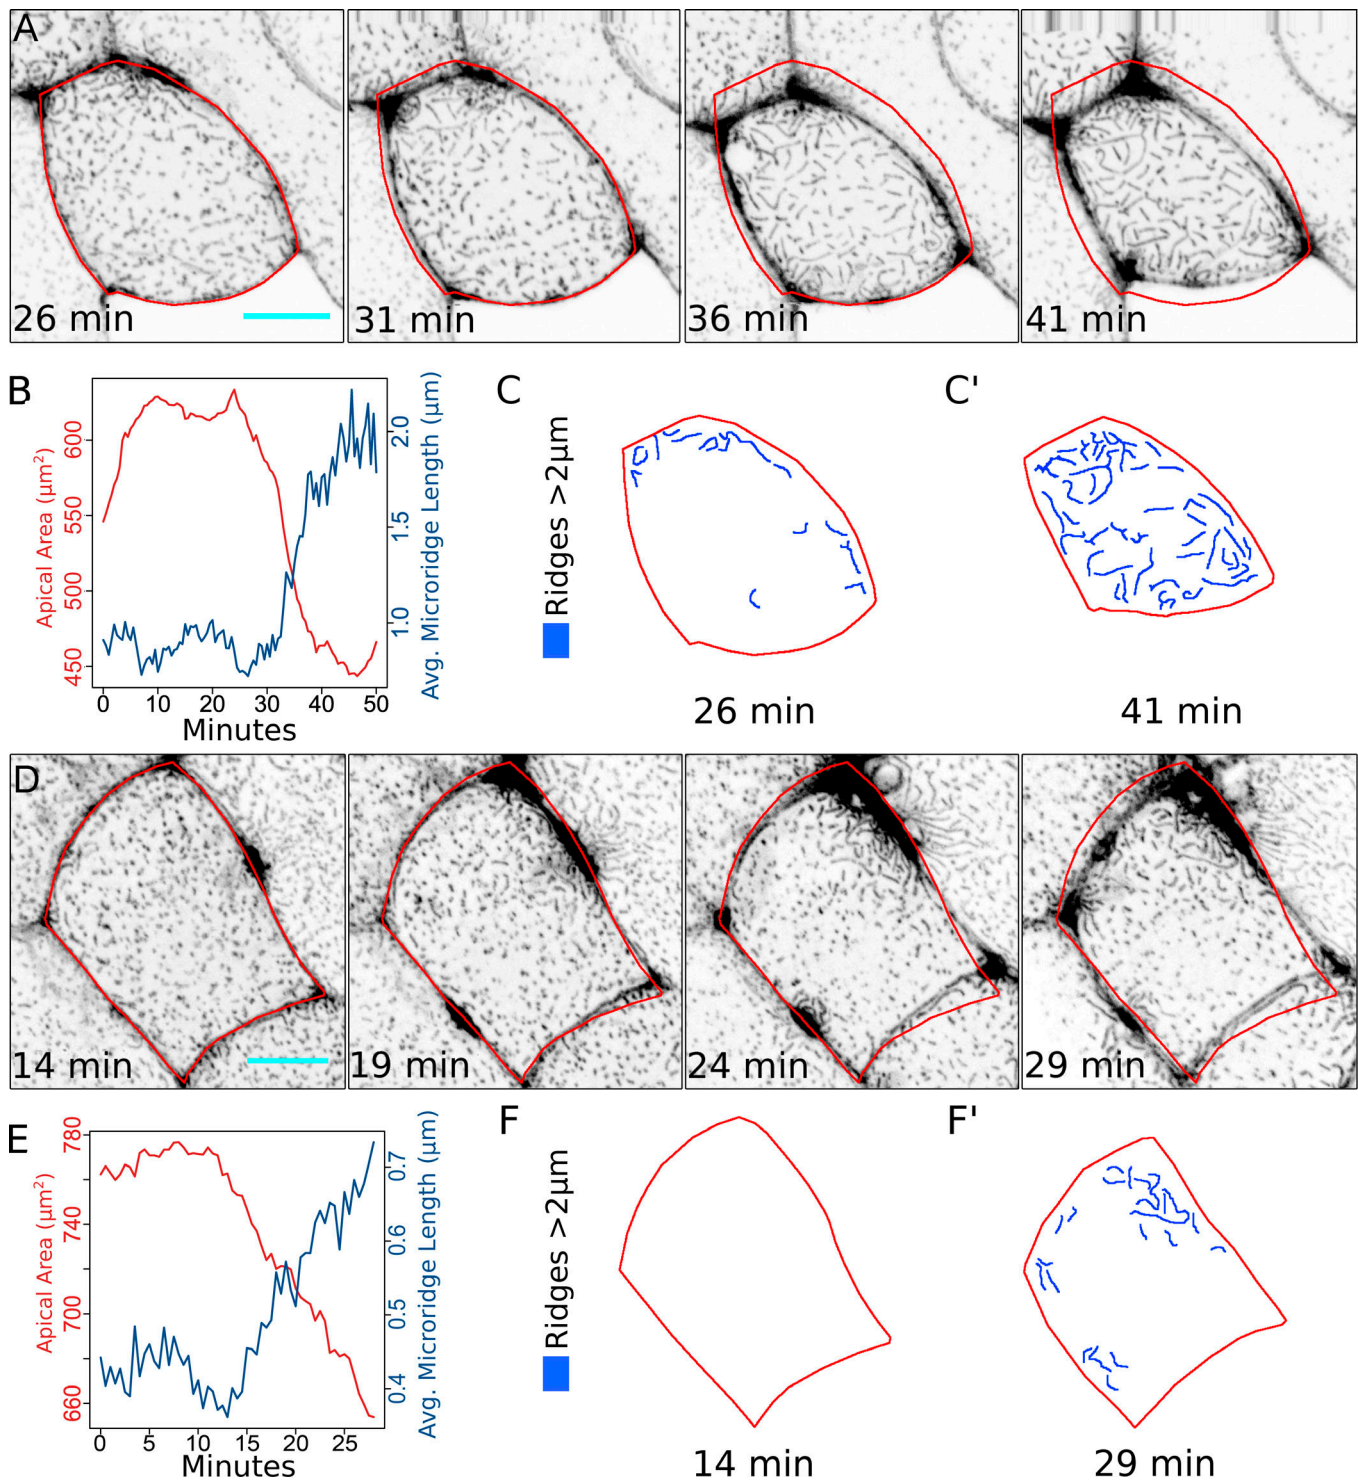 A
26 min
31 min
36 min
41 min
B
Apical Area (µm²)
450
500
550
600
Avg. Microridge Length (µm)
1.0
1.5
2.0
0 10 20 30 40 50
Minutes
C
C'
Ridges >2µm
26 min
41 min
D
14 min
19 min
24 min
29 min
E
Apical Area (µm²)
660
700
740
780
Avg. Microridge Length (µm)
0.4
0.5
0.6
0.7
0 5 10 15 20 25
Minutes
F
F'
Ridges >2µm
14 min
29 min